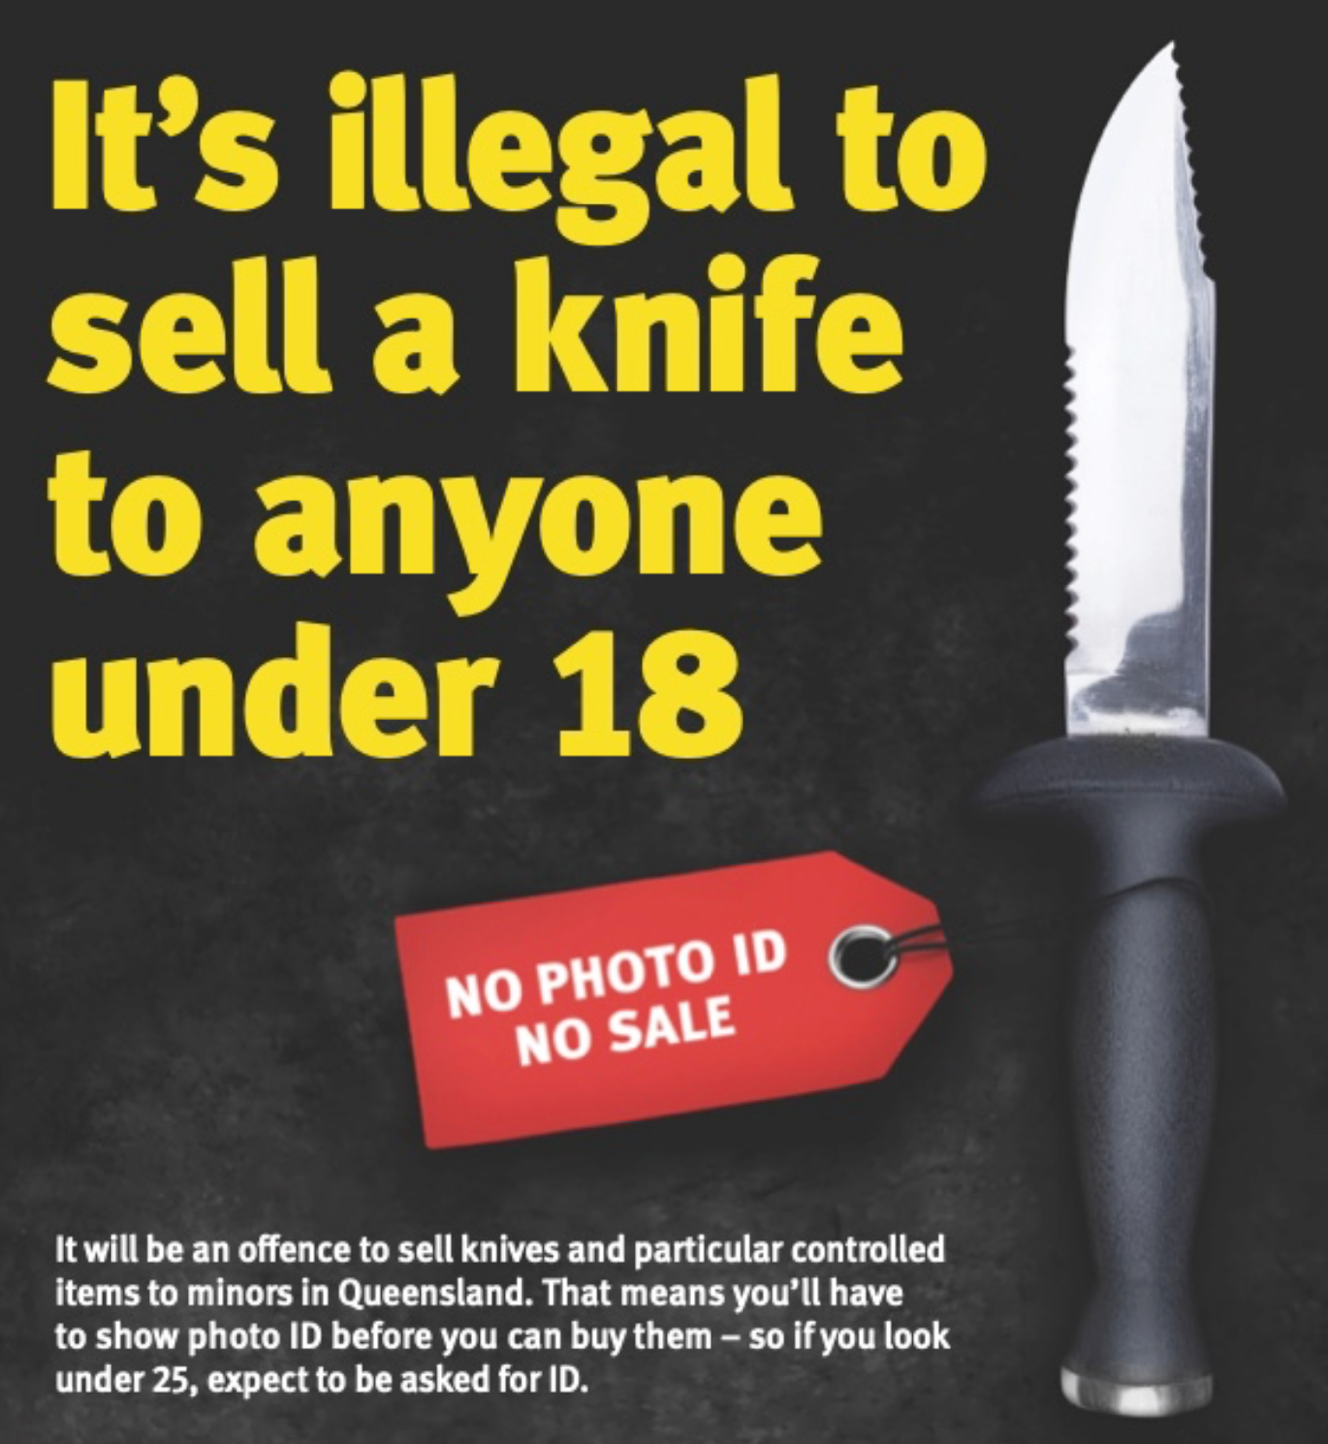 It’s illegal to
sell a knife
to anyone
under 18
NO PHOTO ID
NO SALE
It will be an offence to sell knives and particular controlled
items to minors in Queensland. That means you’ll have
to show photo ID before you can buy them – so if you look
under 25, expect to be asked for ID.